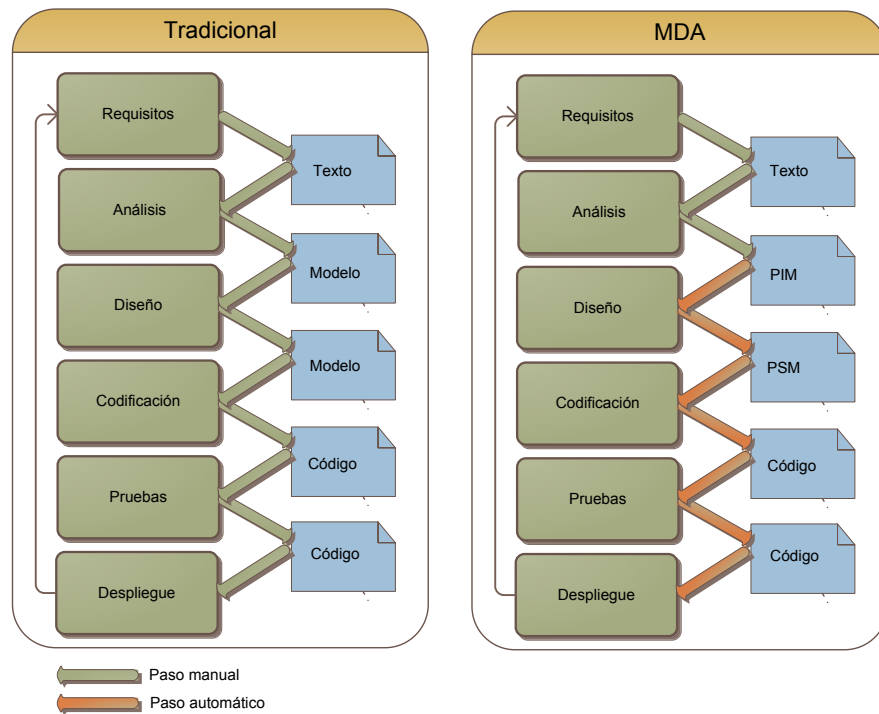 Tradicional
Requisitos
Texto
Análisis
Modelo
Diseño
Modelo
Codificación
Código
Pruebas
Código
Despliegue
MDA
Requisitos
Texto
Análisis
PIM
Diseño
PSM
Codificación
Código
Pruebas
Código
Despliegue
Paso manual
Paso automático